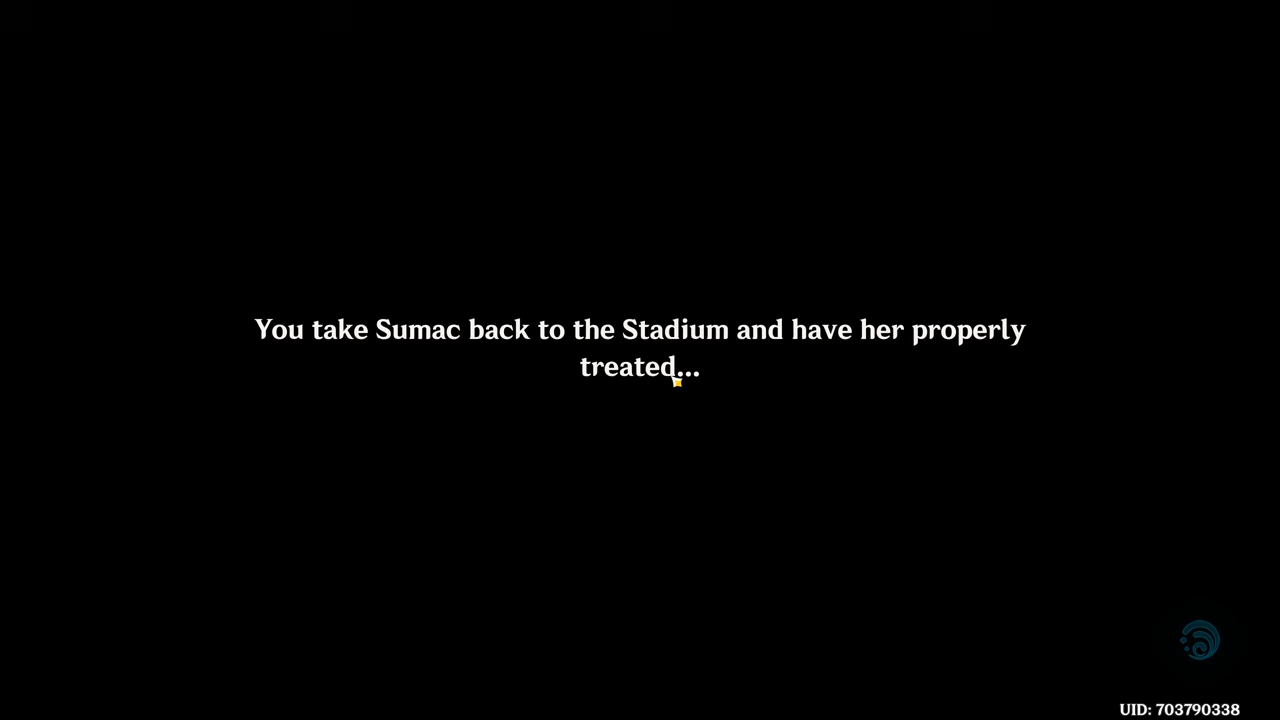 You take Sumac back to the Stadium and have her properly
treated...
UID: 703790338